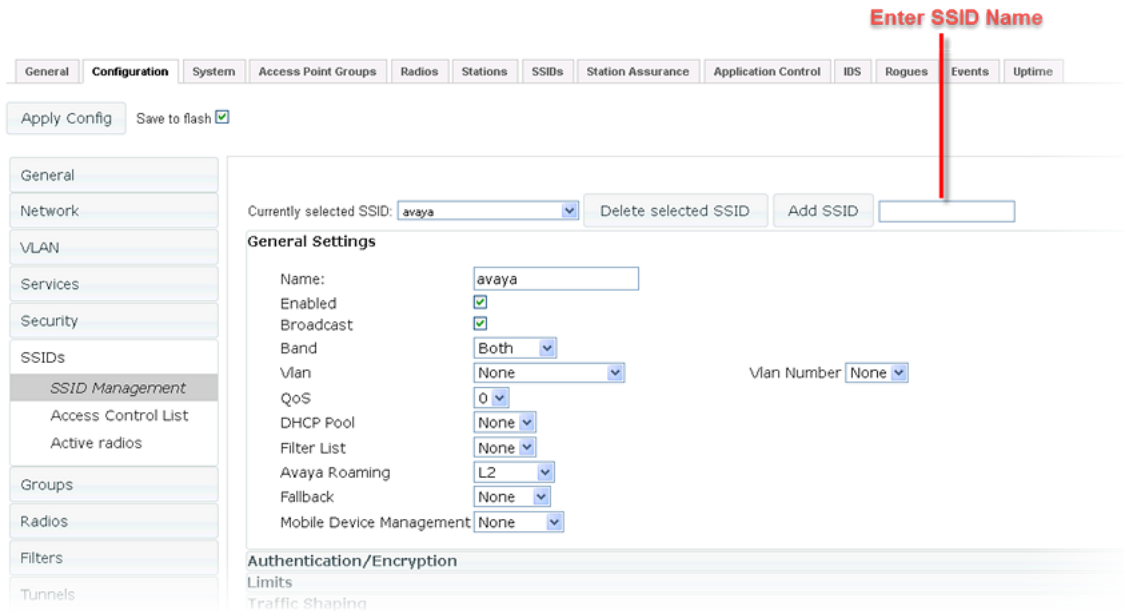 Enter SSID Name
General Configuration System Access Point Groups Radios Stations SSIDs Station Assurance Application Control IDS Rogues Events Uptime
Apply Config Save to flash
General
Network
VLAN
Services
Security
SSIDs
SSID Management
Access Control List
Active radios
Groups
Radios
Filters
Tunnels
Currently selected SSID: avaya Delete selected SSID Add SSID
General Settings
Name: avaya
Enabled
Broadcast
Band Both
Vlan None Vlan Number None
QoS 0
DHCP Pool None
Filter List None
Avaya Roaming L2
Fallback None
Mobile Device Management None
Authentication/Encryption
Limits
Traffic Shaping